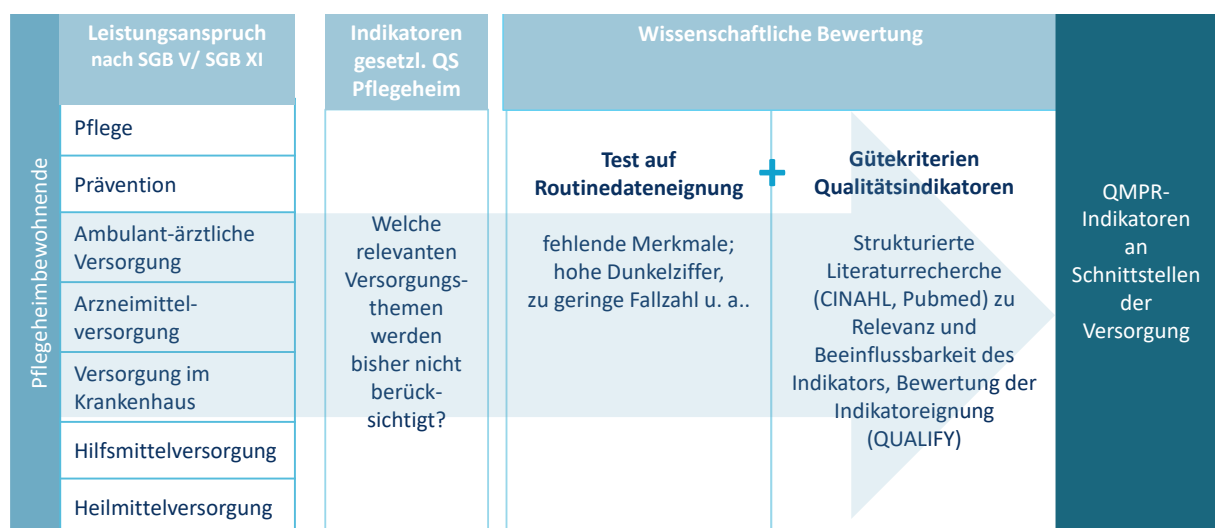 Pflegeheimbewohnende
Leistungsanspruch
nach SGB V/ SGB XI
Pflege
Prävention
Ambulant-ärztliche
Versorgung
Arzneimittel-
versorgung
Versorgung im
Krankenhaus
Hilfsmittelversorgung
Heilmittelversorgung
Indikatoren
gesetzl. QS
Pflegeheim
Welche
relevanten
Versorgungs-
themen
werden
bisher nicht
berück-
sichtigt?
Wissenschaftliche Bewertung
Test auf
Routinedateneignung
fehlende Merkmale;
hohe Dunkelziffer,
zu geringe Fallzahl u. a..
+
Gütekriterien
Qualitätsindikatoren
Strukturierte
Literaturrecherche
(CINAHL, Pubmed) zu
Relevanz und
Beeinflussbarkeit des
Indikators, Bewertung der
Indikatoreignung
(QUALIFY)
QMPR-
Indikatoren
an
Schnittstellen
der
Versorgung